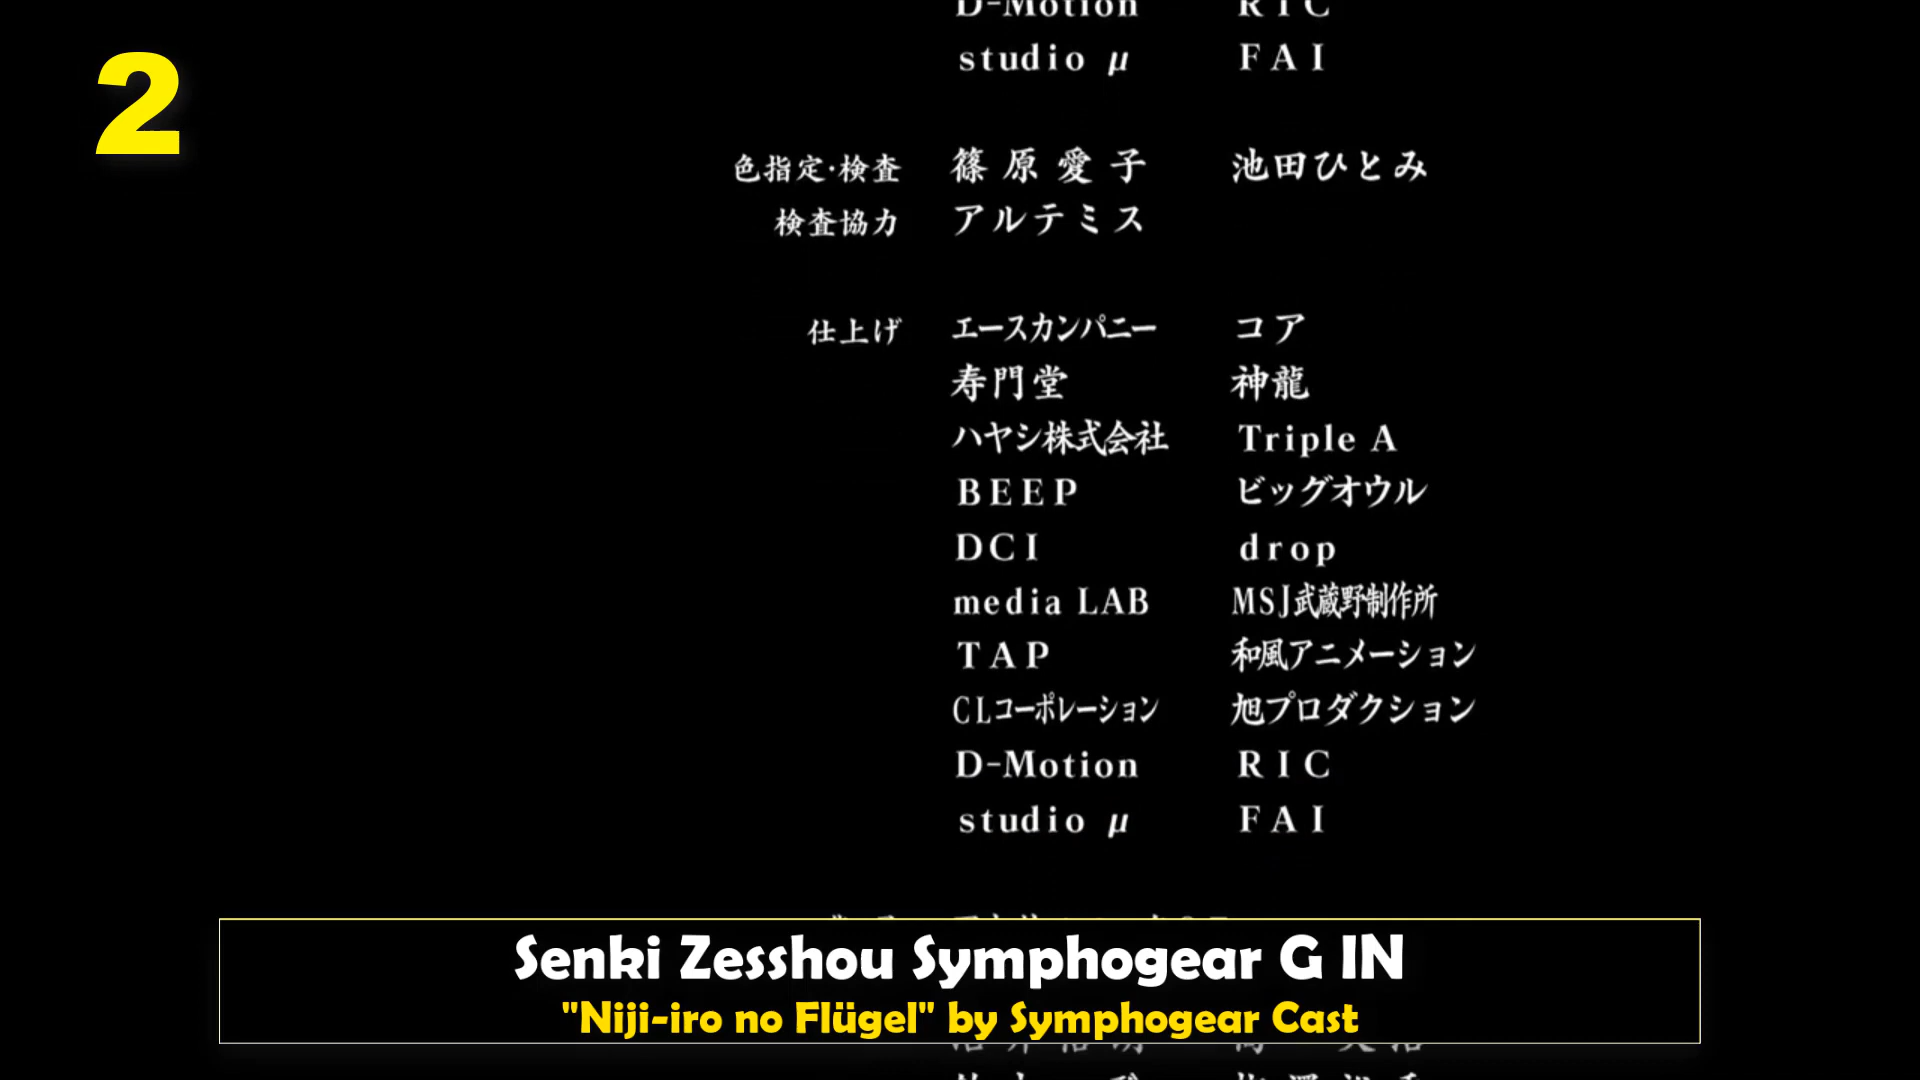 2
D-Motion RIC
studio μ FAI
色指定・検査 篠原愛子 池田ひとみ
検査協力 アルテミス
仕上げ エースカンパニー コア
寿門堂 神龍
ハヤシ株式会社 Triple A
BEEP ビッグオウル
DCI drop
media LAB MSJ武蔵野制作所
TAP 和風アニメーション
CLコーポレーション 旭プロダクション
D-Motion RIC
studio μ FAI
Senki Zesshou Symphogear G IN
"Niji-iro no Flügel" by Symphogear Cast